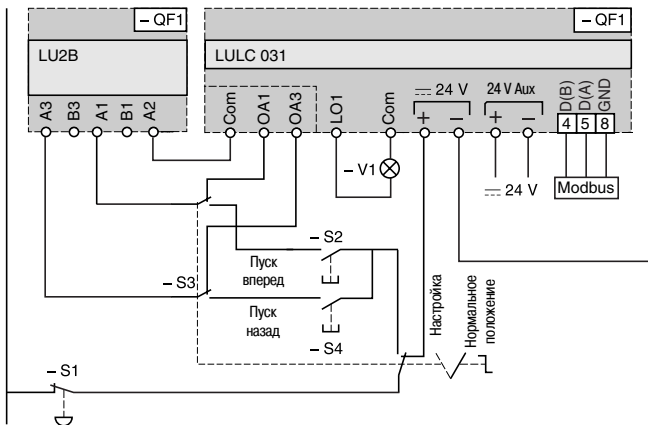 – QF1
– QF1
LU2B
LULC 031
A3
B3
A1
B1
A2
Com
OA1
OA3
LO1
Com
24 V
+
–
24 V Aux
+
–
D(B)
D(A)
GND
4
5
8
– V1
24 V
Modbus
– S2
Пуск
вперед
– S3
Пуск
назад
– S4
Настройка
Нормальное
положение
– S1